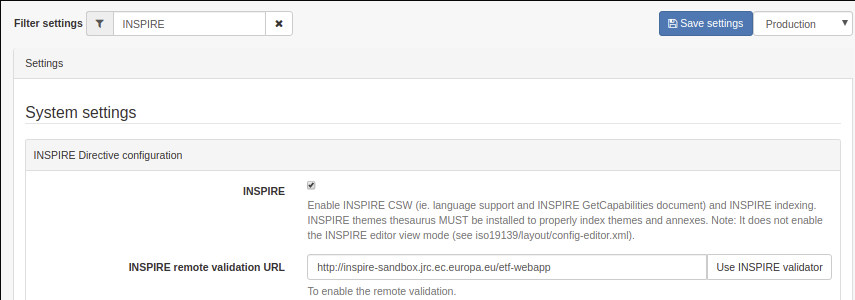 Filter settings INSPIRE Save settings Production
Settings
System settings
INSPIRE Directive configuration
INSPIRE
Enable INSPIRE CSW (ie. language support and INSPIRE GetCapabilities document) and INSPIRE indexing.
INSPIRE themes thesaurus MUST be installed to properly index themes and annexes. Note: It does not enable
the INSPIRE editor view mode (see iso19139/layout/config-editor.xml).
INSPIRE remote validation URL http://inspire-sandbox.jrc.ec.europa.eu/etf-webapp Use INSPIRE validator
To enable the remote validation.